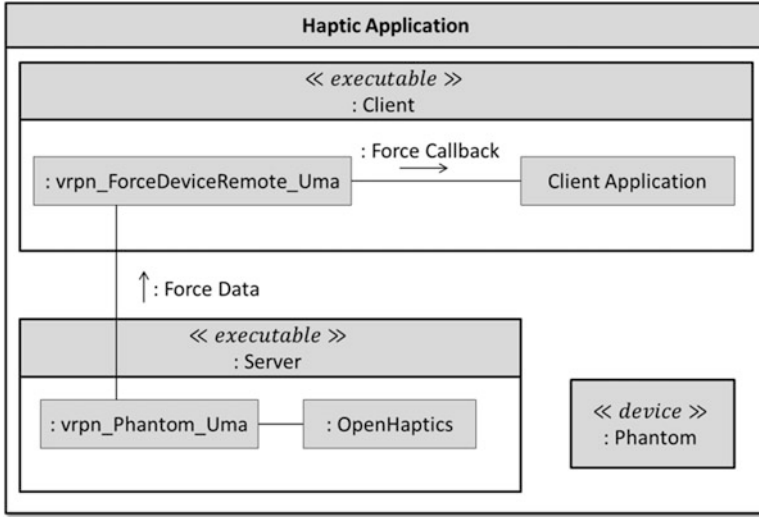 Haptic Application
≪ executable ≫
: Client
: Force Callback
: vrpn_ForceDeviceRemote_Uma
Client Application
: Force Data
≪ executable ≫
: Server
: vrpn_Phantom_Uma
: OpenHaptics
≪ device ≫
: Phantom